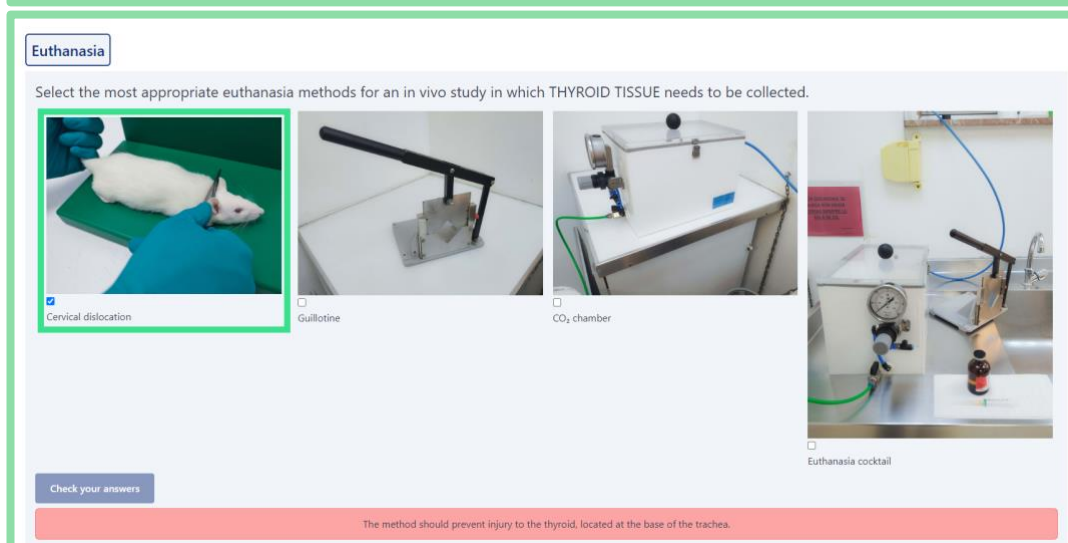 Euthanasia
Select the most appropriate euthanasia methods for an in vivo study in which THYROID TISSUE needs to be collected.
Cervical dislocation
Guillotine
CO₂ chamber
Euthanasia cocktail
Check your answers
The method should prevent injury to the thyroid, located at the base of the trachea.